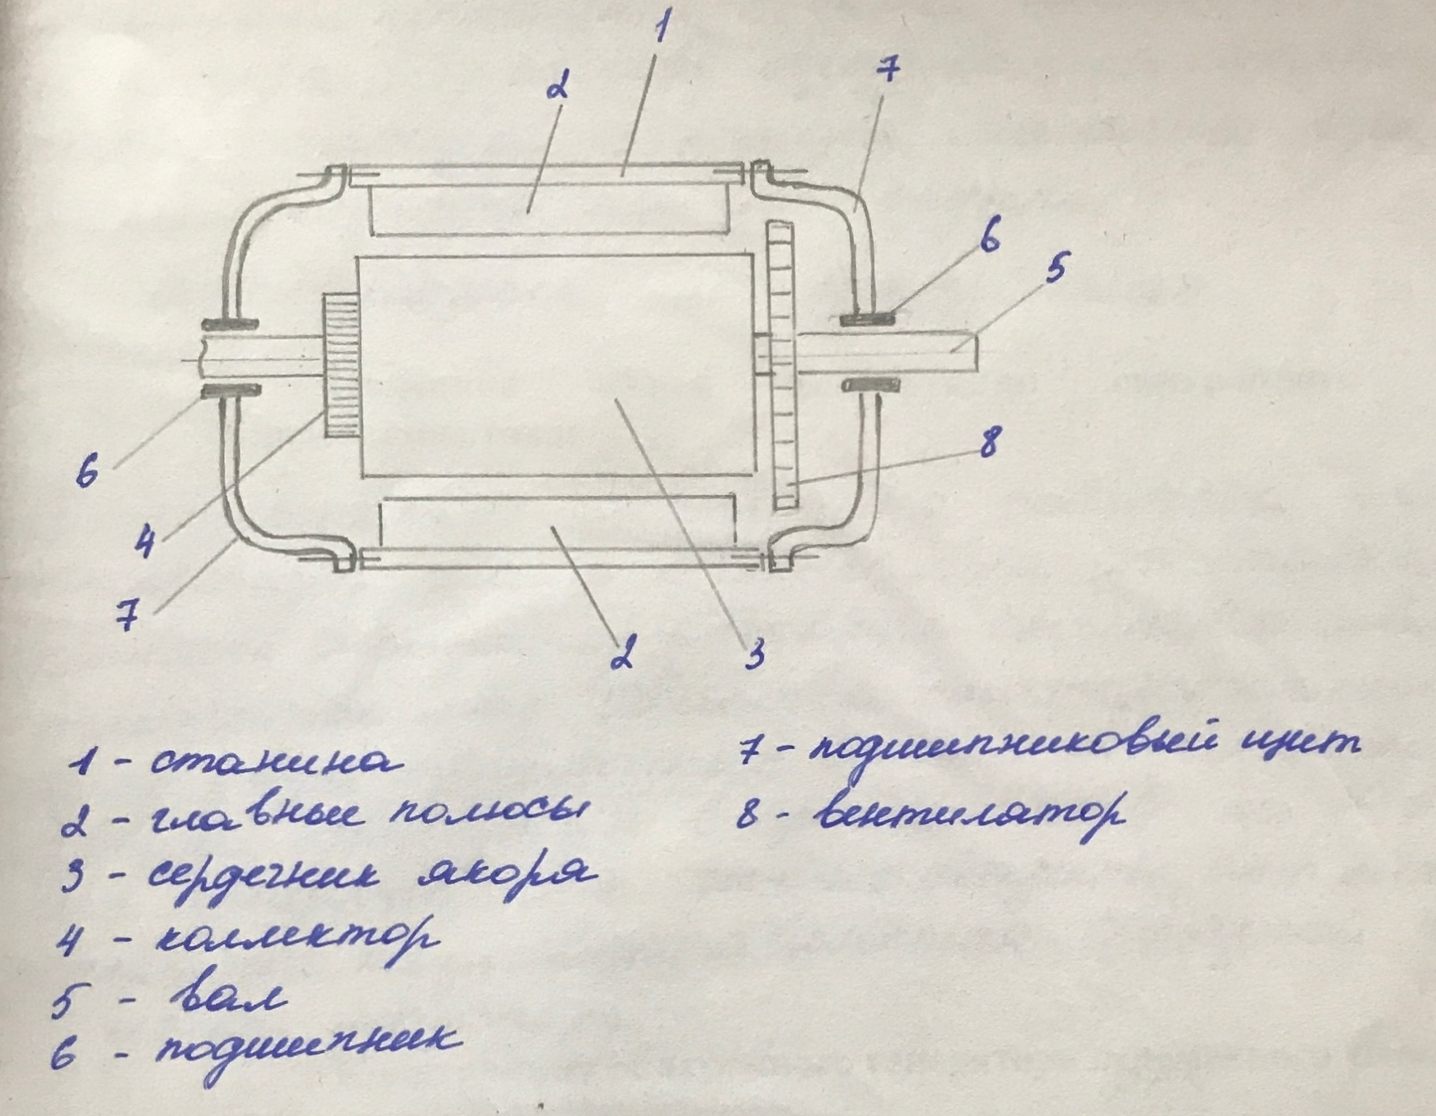 1
2
7
6
5
8
6
4
7
2
3
1 - станина
2 - главные полюсы
3 - сердечник якоря
4 - коллектор
5 - вал
6 - подшипник
7 - подшипниковый щит
8 - вентилятор